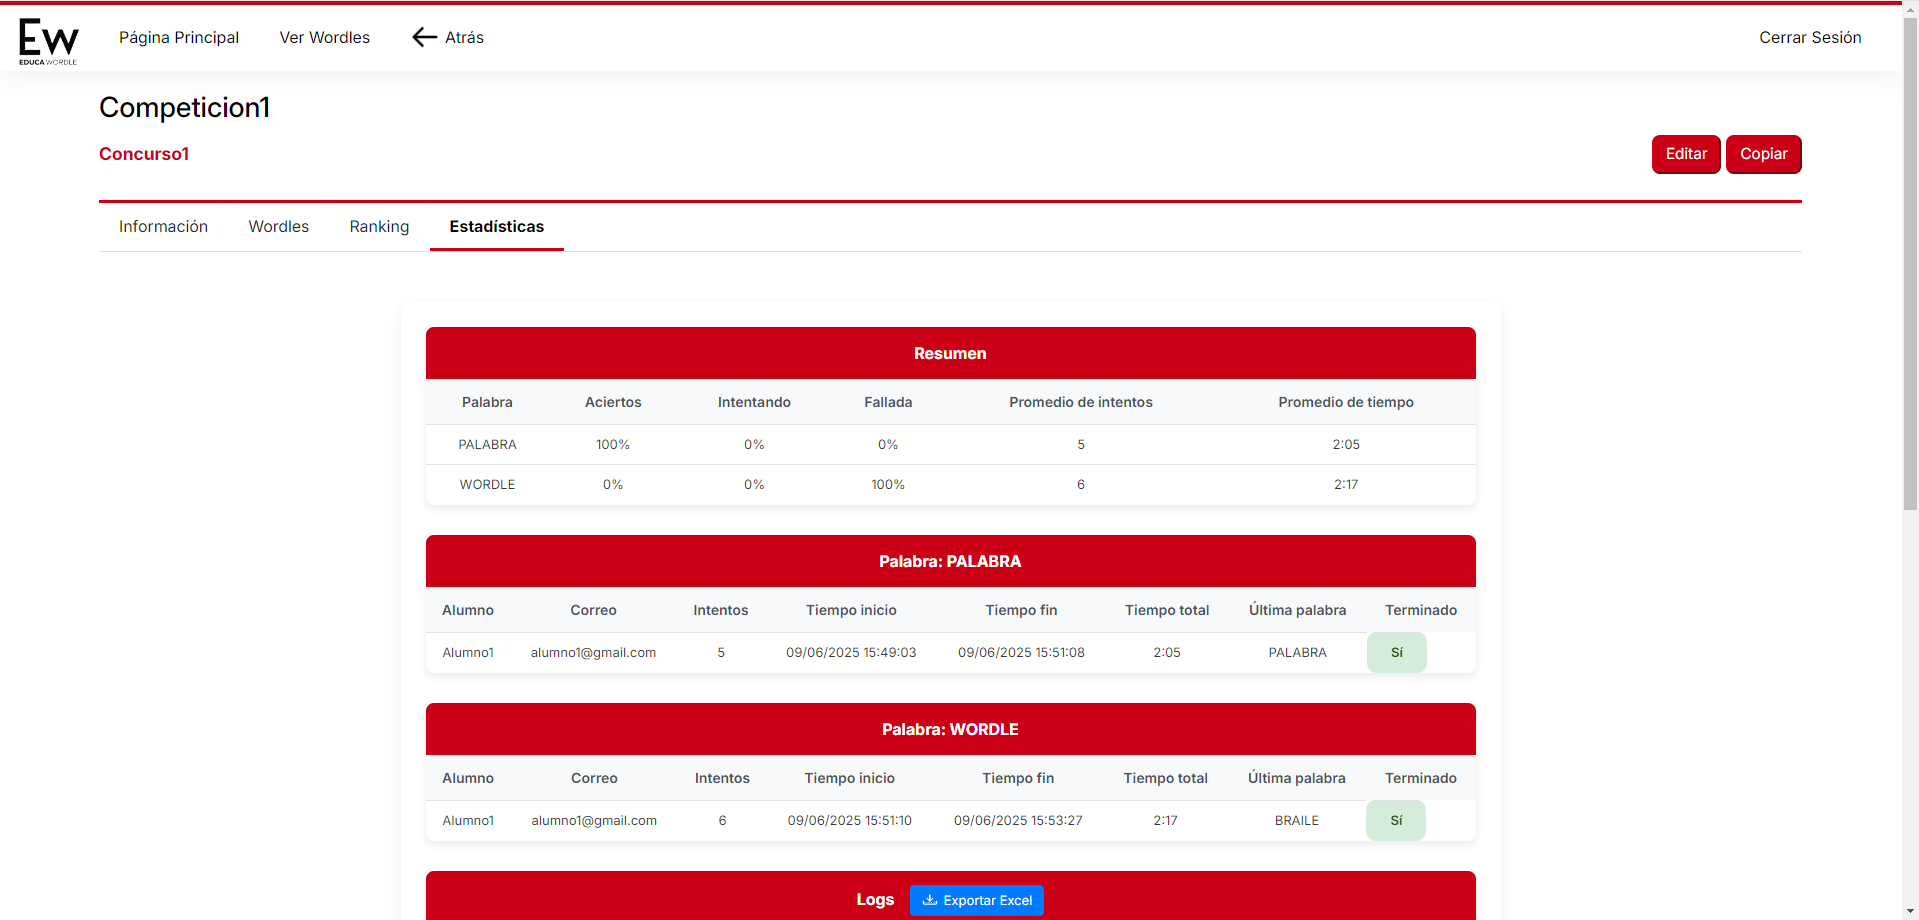 Ew
EDUCA WORDLE
Página Principal Ver Wordles Atrás Cerrar Sesión
Competicion1
Concurso1 Editar Copiar
Información Wordles Ranking Estadísticas
Resumen
Palabra Aciertos Intentando Fallada Promedio de intentos Promedio de tiempo
PALABRA 100% 0% 0% 5 2:05
WORDLE 0% 0% 100% 6 2:17
Palabra: PALABRA
Alumno Correo Intentos Tiempo inicio Tiempo fin Tiempo total Última palabra Terminado
Alumno1 alumno1@gmail.com 5 09/06/2025 15:49:03 09/06/2025 15:51:08 2:05 PALABRA Sí
Palabra: WORDLE
Alumno Correo Intentos Tiempo inicio Tiempo fin Tiempo total Última palabra Terminado
Alumno1 alumno1@gmail.com 6 09/06/2025 15:51:10 09/06/2025 15:53:27 2:17 BRAILE Sí
Logs Exportar Excel